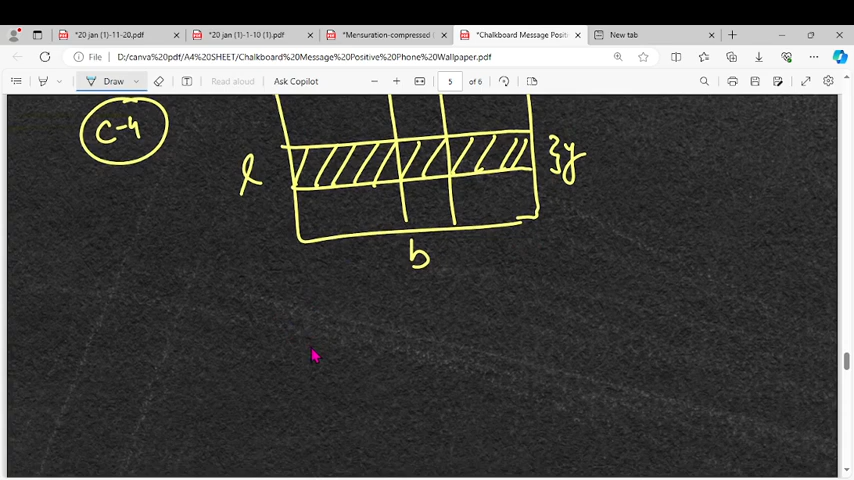 *20 jan (1)-11-20.pdf
*20 jan (1)-1-10 (1).pdf
*Mensuration-compressed
*Chalkboard Message Posi
New tab
File
D:/canva%20pdf/A4%20SHEET/Chalkboard%20Message%20Positive%20Phone%20Wallpaper.pdf
Draw
Read aloud
Ask Copilot
5
of 6
C-4
l
y
b